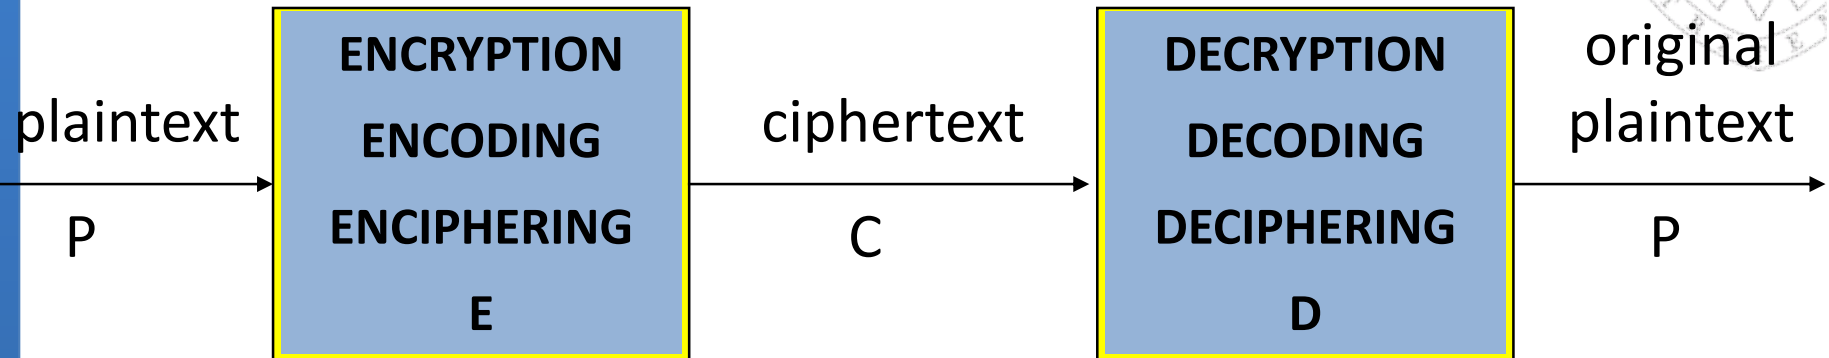 plaintext
P
ENCRYPTION
ENCODING
ENCIPHERING
E
ciphertext
C
DECRYPTION
DECODING
DECIPHERING
D
original
plaintext
P